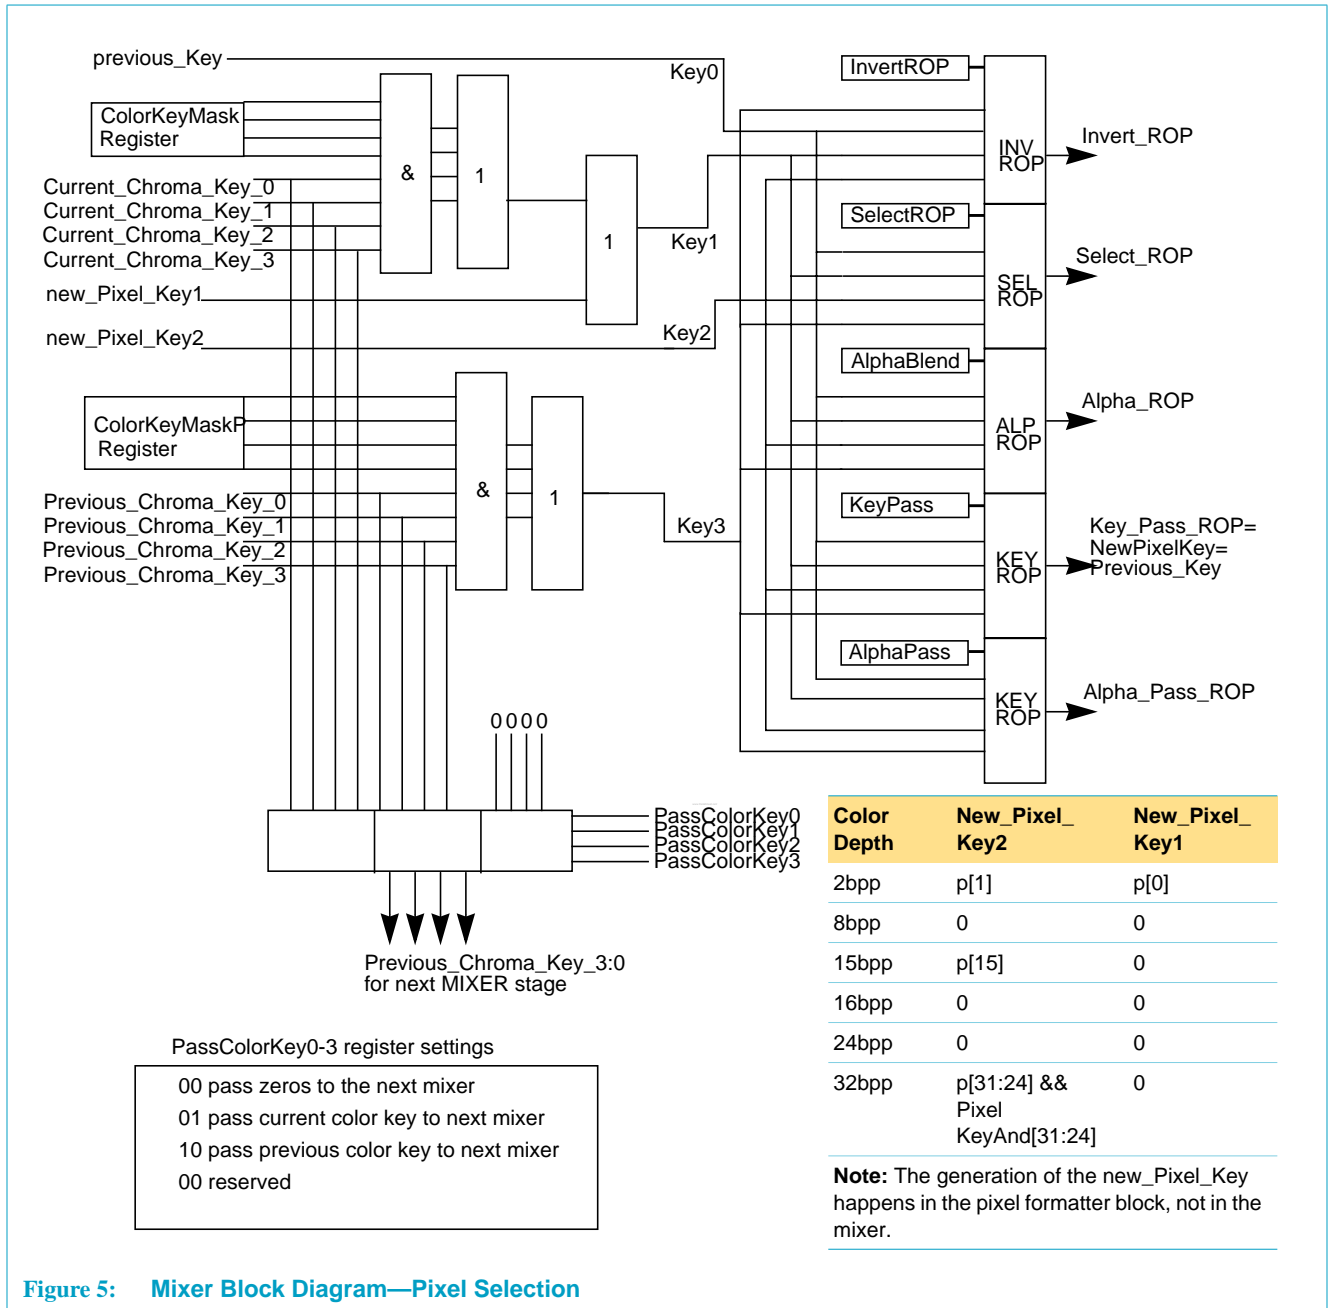 previous_Key
Key0
InvertROP
ColorKeyMask
Register
INV
ROP
Invert_ROP
&
1
Current_Chroma_Key_0
Current_Chroma_Key_1
Current_Chroma_Key_2
Current_Chroma_Key_3
SelectROP
1
Key1
Select_ROP
new_Pixel_Key1
SEL
ROP
new_Pixel_Key2
Key2
AlphaBlend
ColorKeyMaskP
Register
Alpha_ROP
ALP
ROP
&
1
Previous_Chroma_Key_0
Previous_Chroma_Key_1
Previous_Chroma_Key_2
Previous_Chroma_Key_3
KeyPass
Key3
Key_Pass_ROP=
NewPixelKey=
Previous_Key
KEY
ROP
AlphaPass
Alpha_Pass_ROP
KEY
ROP
0 0 0 0
PassColorKey0
PassColorKey1
PassColorKey2
PassColorKey3
Previous_Chroma_Key_3:0
for next MIXER stage
PassColorKey0-3 register settings
00 pass zeros to the next mixer
01 pass current color key to next mixer
10 pass previous color key to next mixer
00 reserved
Color Depth New_Pixel_Key2 New_Pixel_Key1
2bpp p[1] p[0]
8bpp 0 0
15bpp p[15] 0
16bpp 0 0
24bpp 0 0
32bpp p[31:24] && 0
Pixel
KeyAnd[31:24]
Note: The generation of the new_Pixel_Key
happens in the pixel formatter block, not in the
mixer.
Figure 5: Mixer Block Diagram—Pixel Selection